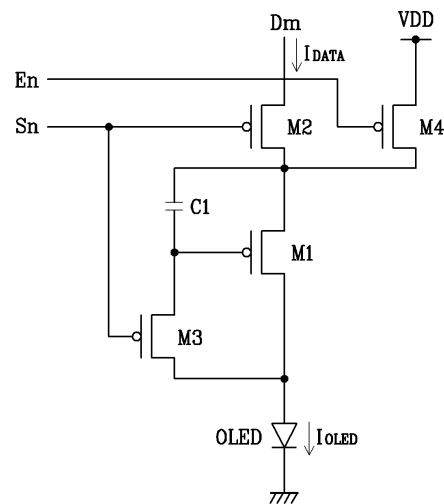 Dm
VDD
IDATA
En
Sn
M2
M4
C1
M1
M3
OLED
IOLED